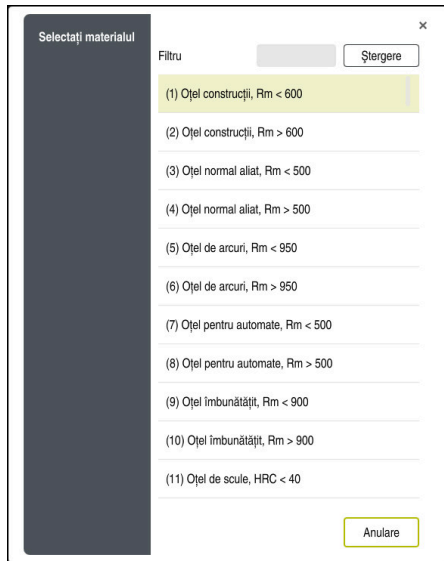 Selectați materialul
×
Filtru
Ștergere
(1) Oțel construcții, Rm < 600
(2) Oțel construcții, Rm > 600
(3) Oțel normal aliat, Rm < 500
(4) Oțel normal aliat, Rm > 500
(5) Oțel de arcuri, Rm < 950
(6) Oțel de arcuri, Rm > 950
(7) Oțel pentru automate, Rm < 500
(8) Oțel pentru automate, Rm > 500
(9) Oțel îmbunătățit, Rm < 900
(10) Oțel îmbunătățit, Rm > 900
(11) Oțel de scule, HRC < 40
Anulare